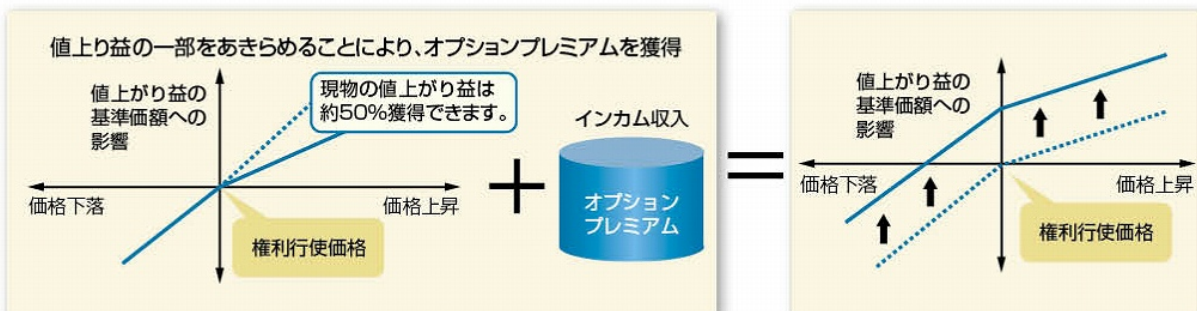 値上り益の一部をあきらめることにより、オプションプレミアムを獲得
値上がり益の
基準価額への
影響
現物の値上がり益は
約50%獲得できます。
価格下落
価格上昇
権利行使価格
+
インカム収入
オプション
プレミアム
=
値上がり益の
基準価額への
影響
価格下落
価格上昇
権利行使価格